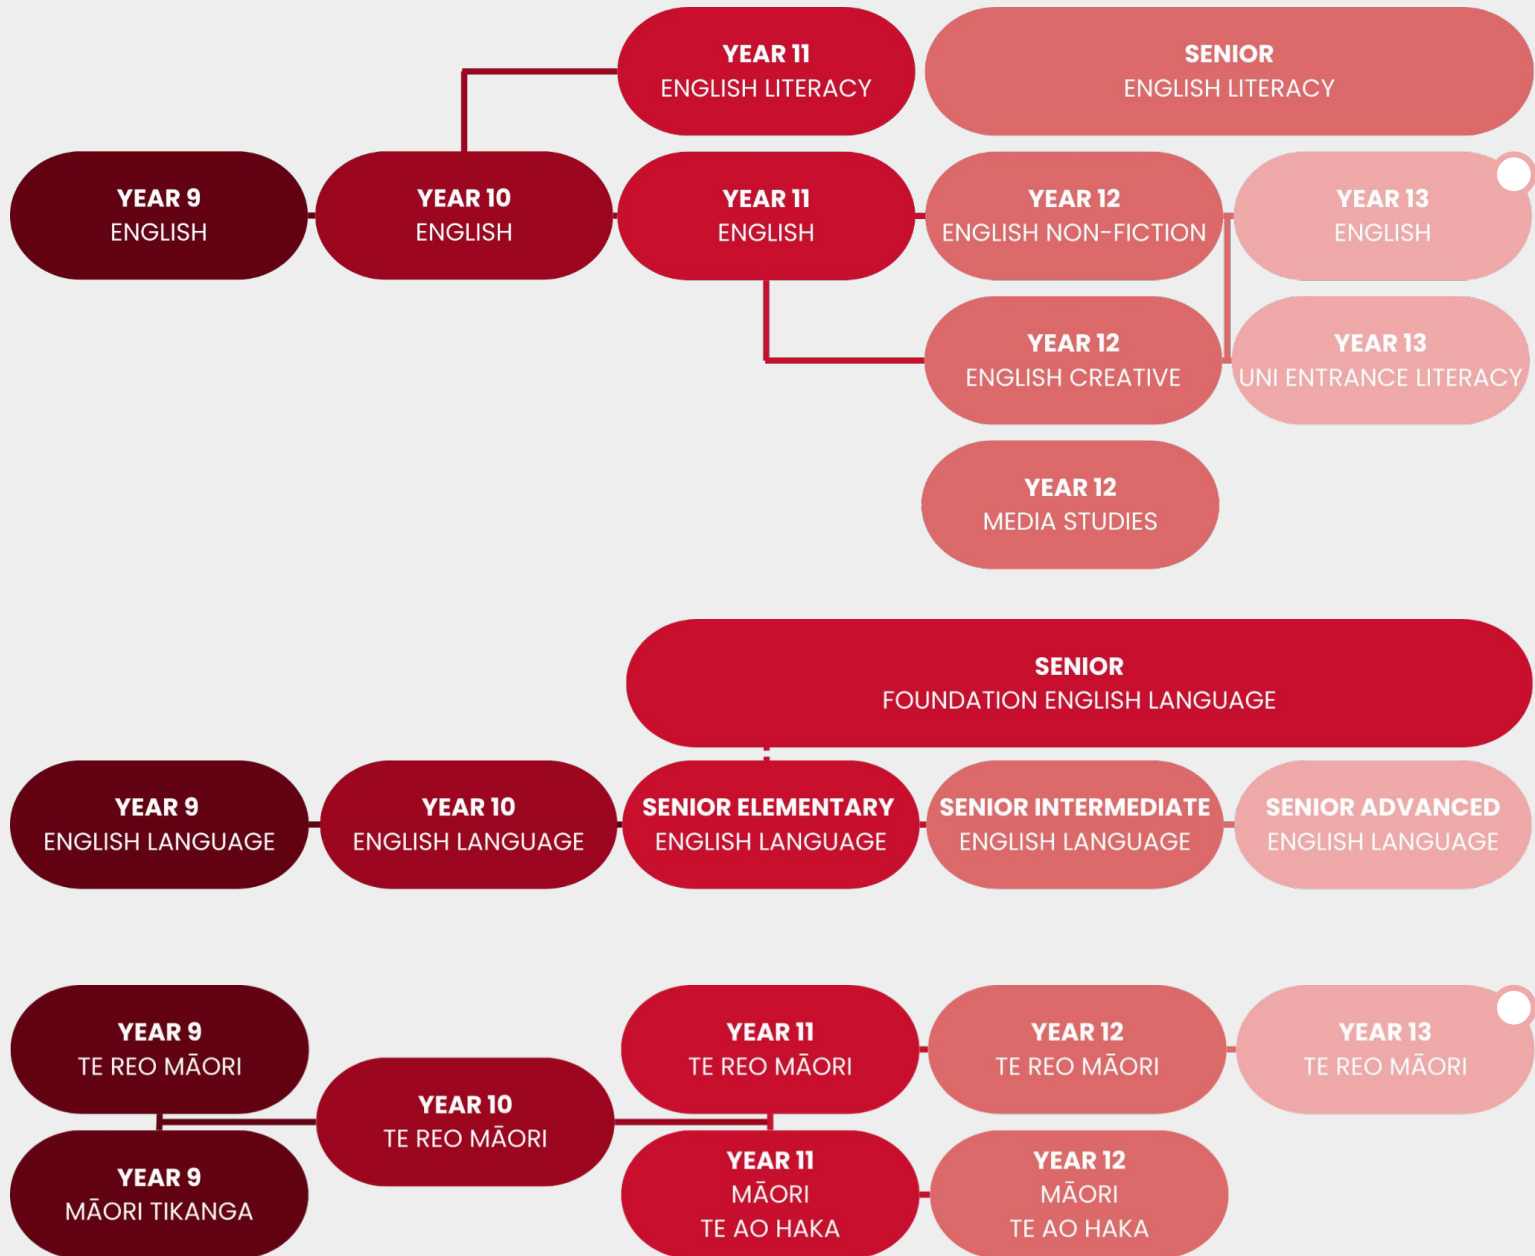 YEAR 11
ENGLISH LITERACY
SENIOR
ENGLISH LITERACY
YEAR 9
ENGLISH
YEAR 10
ENGLISH
YEAR 11
ENGLISH
YEAR 12
ENGLISH NON-FICTION
YEAR 13
ENGLISH
YEAR 12
ENGLISH CREATIVE
YEAR 13
UNI ENTRANCE LITERACY
YEAR 12
MEDIA STUDIES
SENIOR
FOUNDATION ENGLISH LANGUAGE
YEAR 9
ENGLISH LANGUAGE
YEAR 10
ENGLISH LANGUAGE
SENIOR ELEMENTARY
ENGLISH LANGUAGE
SENIOR INTERMEDIATE
ENGLISH LANGUAGE
SENIOR ADVANCED
ENGLISH LANGUAGE
YEAR 9
TE REO MĀORI
YEAR 9
MĀORI TIKANGA
YEAR 10
TE REO MĀORI
YEAR 11
TE REO MĀORI
YEAR 12
TE REO MĀORI
YEAR 13
TE REO MĀORI
YEAR 11
MĀORI
TE AO HAKA
YEAR 12
MĀORI
TE AO HAKA